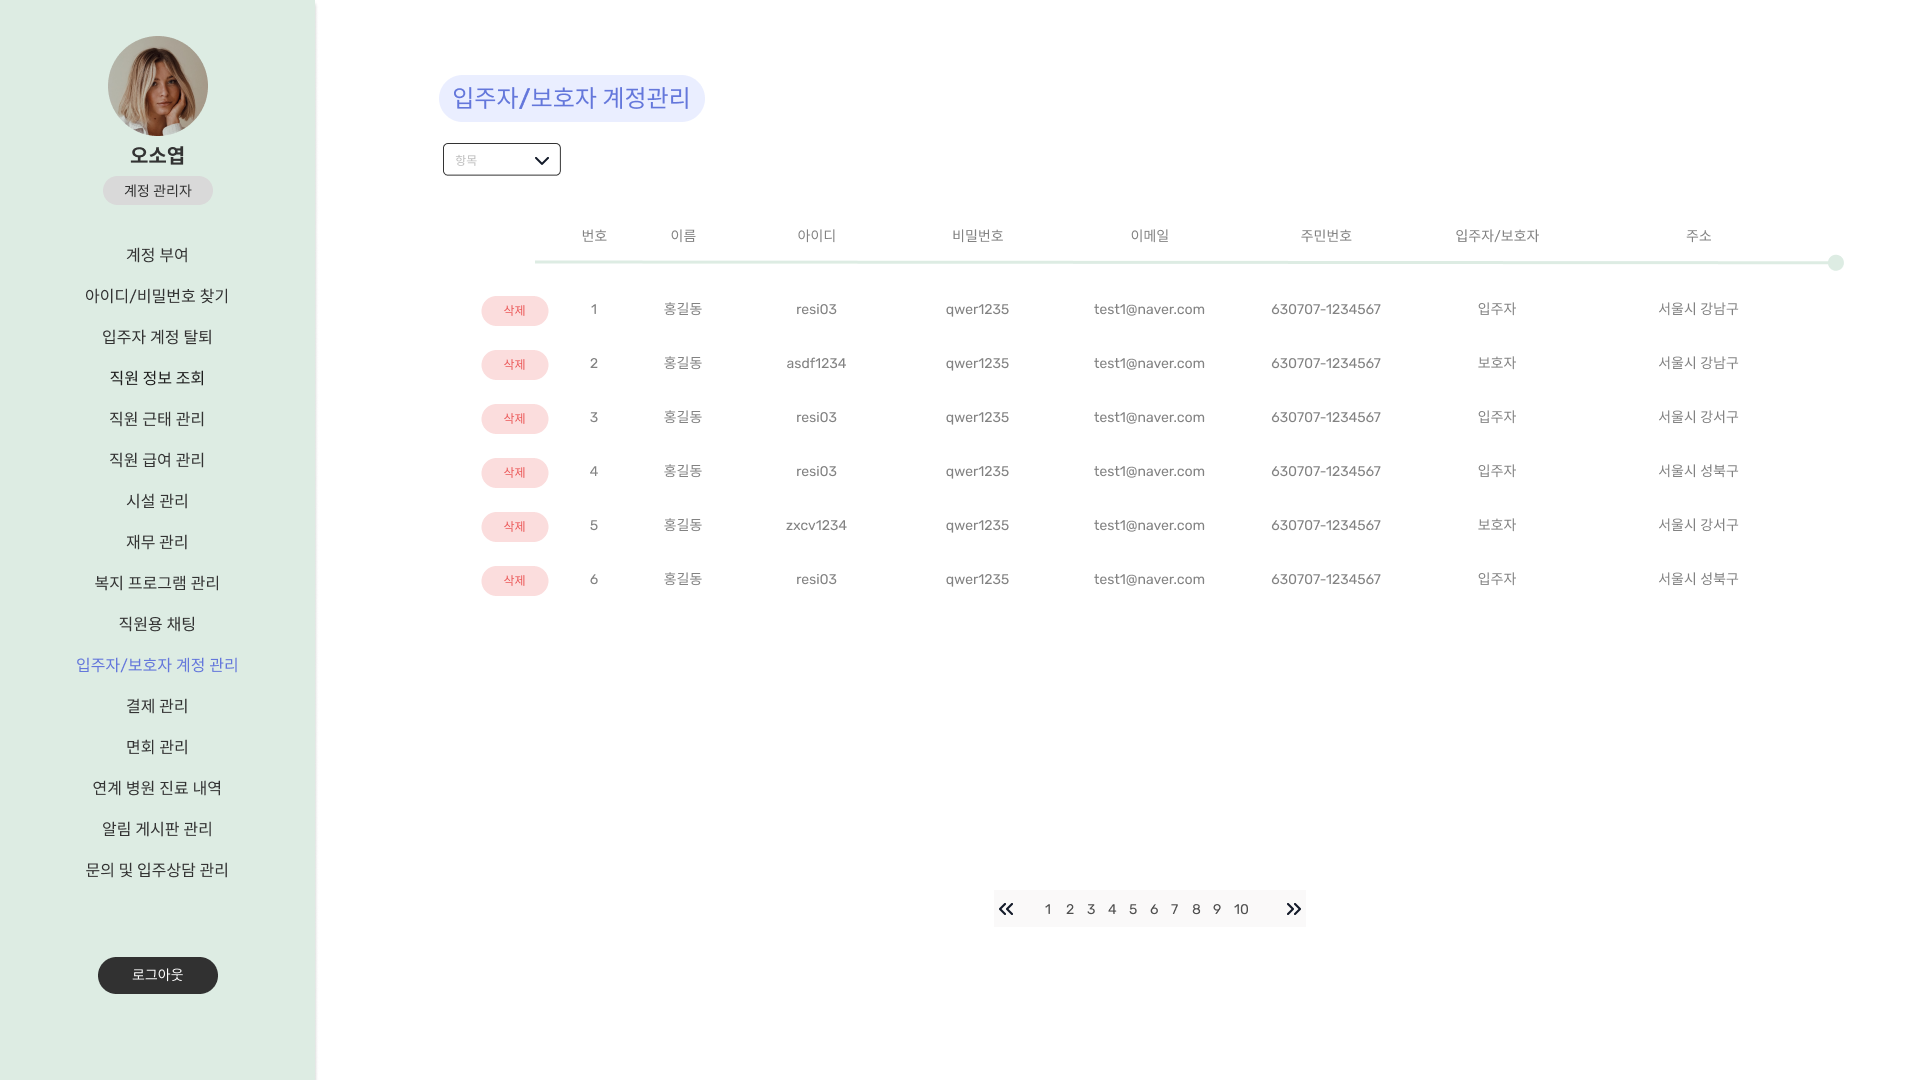 오소엽
계정 관리자
계정 부여
아이디/비밀번호 찾기
입주자 계정 탈퇴
직원 정보 조회
직원 근태 관리
직원 급여 관리
시설 관리
재무 관리
복지 프로그램 관리
직원용 채팅
입주자/보호자 계정 관리
결제 관리
면회 관리
연계 병원 진료 내역
알림 게시판 관리
문의 및 입주상담 관리
로그아웃
입주자/보호자 계정관리
항목
번호 이름 아이디 비밀번호 이메일 주민번호 입주자/보호자 주소
삭제 1 홍길동 resi03 qwer1235 test1@naver.com 630707-1234567 입주자 서울시 강남구
삭제 2 홍길동 asdf1234 qwer1235 test1@naver.com 630707-1234567 보호자 서울시 강남구
삭제 3 홍길동 resi03 qwer1235 test1@naver.com 630707-1234567 입주자 서울시 강서구
삭제 4 홍길동 resi03 qwer1235 test1@naver.com 630707-1234567 입주자 서울시 성북구
삭제 5 홍길동 zxcv1234 qwer1235 test1@naver.com 630707-1234567 보호자 서울시 강서구
삭제 6 홍길동 resi03 qwer1235 test1@naver.com 630707-1234567 입주자 서울시 성북구
1 2 3 4 5 6 7 8 9 10